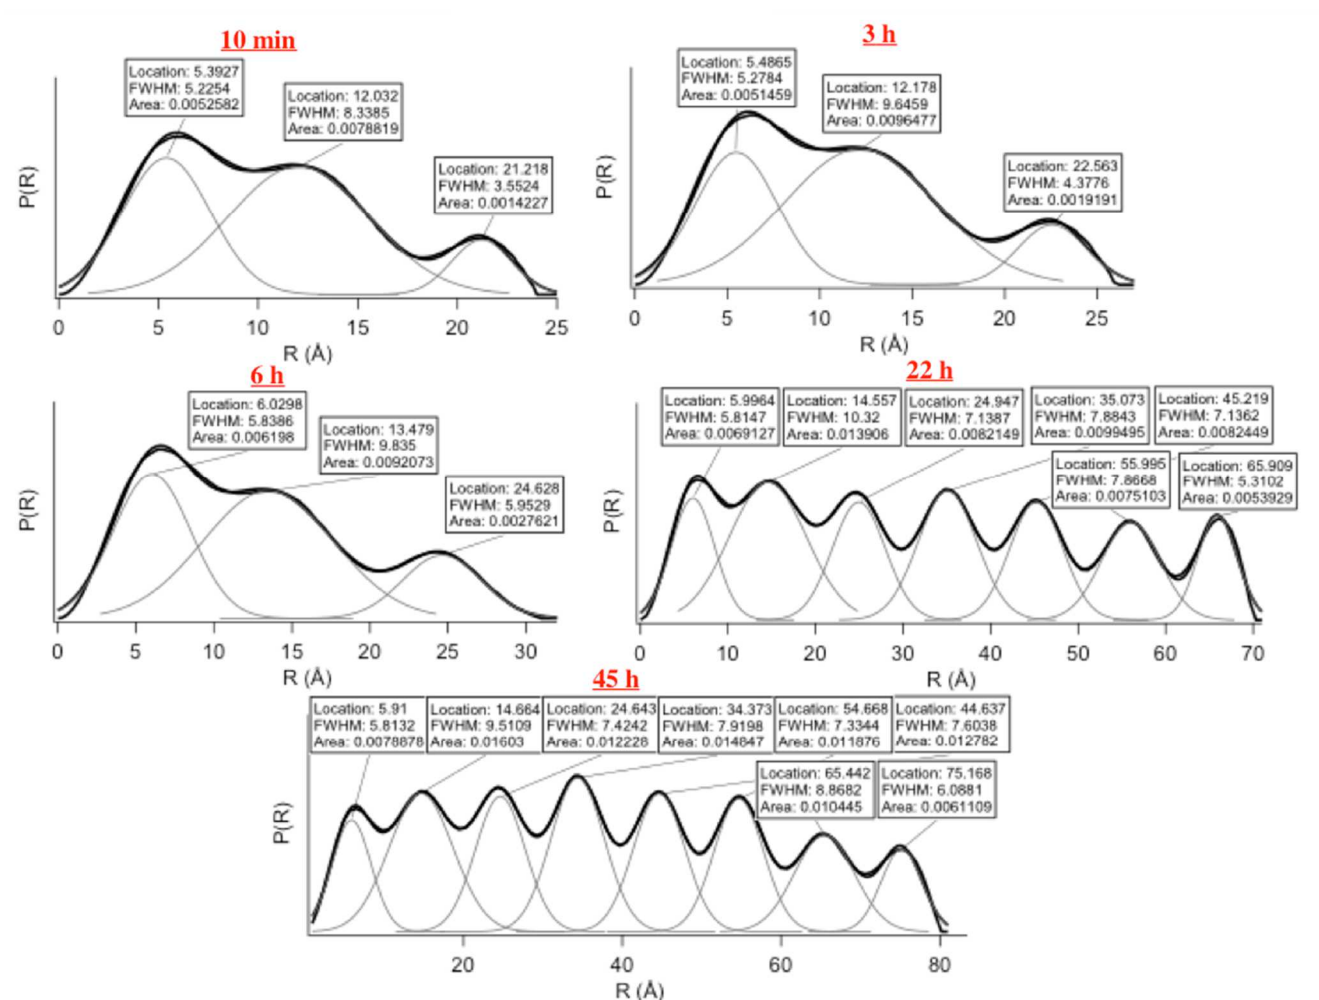 10 min
Location: 5.3927
FWHM: 5.2254
Area: 0.0052582
Location: 12.032
FWHM: 8.3385
Area: 0.0078819
Location: 21.218
FWHM: 3.5524
Area: 0.0014227
P(R)
0 5 10 15 20 25
R (Å)
3 h
Location: 5.4865
FWHM: 5.2784
Area: 0.0051459
Location: 12.178
FWHM: 9.6459
Area: 0.0096477
Location: 22.563
FWHM: 4.3776
Area: 0.0019191
P(R)
0 5 10 15 20 25
R (Å)
6 h
Location: 6.0298
FWHM: 5.8386
Area: 0.006198
Location: 13.479
FWHM: 9.835
Area: 0.0092073
Location: 24.628
FWHM: 5.9529
Area: 0.0027621
P(R)
0 5 10 15 20 25 30
R (Å)
22 h
Location: 5.9964
FWHM: 5.8147
Area: 0.0069127
Location: 14.557
FWHM: 10.32
Area: 0.013906
Location: 24.947
FWHM: 7.1387
Area: 0.0082149
Location: 35.073
FWHM: 7.8843
Area: 0.0099495
Location: 45.219
FWHM: 7.1362
Area: 0.0082449
Location: 55.995
FWHM: 7.8668
Area: 0.0075103
Location: 65.909
FWHM: 5.3102
Area: 0.0053929
P(R)
0 10 20 30 40 50 60 70
R (Å)
45 h
Location: 5.91
FWHM: 5.8132
Area: 0.0078878
Location: 14.664
FWHM: 9.5109
Area: 0.01603
Location: 24.643
FWHM: 7.4242
Area: 0.012228
Location: 34.373
FWHM: 7.9198
Area: 0.014847
Location: 54.668
FWHM: 7.3344
Area: 0.011876
Location: 44.637
FWHM: 7.6038
Area: 0.012782
Location: 65.442
FWHM: 8.8682
Area: 0.010445
Location: 75.168
FWHM: 6.0881
Area: 0.0061109
P(R)
20 40 60 80
R (Å)